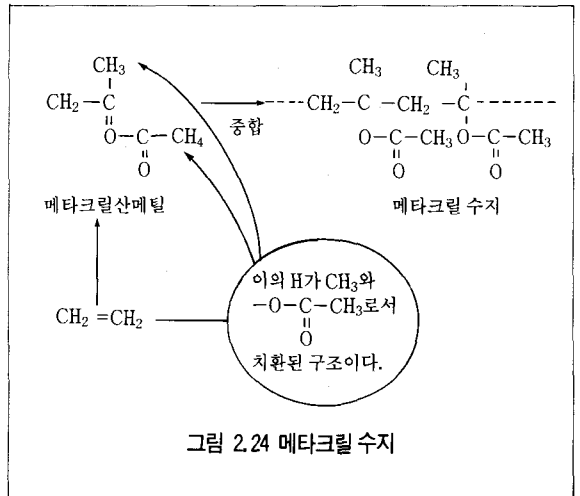 CH₃ CH₃ CH₃
CH₂-C CH₂-C-CH₂-C
O-C-CH₄ 중합 O-C-CH₃ O-C-CH₃
O O O
메타크릴산메틸 메타크릴 수지
이의 H가 CH₃와
CH₂=CH₂ -O-C-CH₃로서
O
치환된 구조이다.
그림 2.24 메타크릴 수지